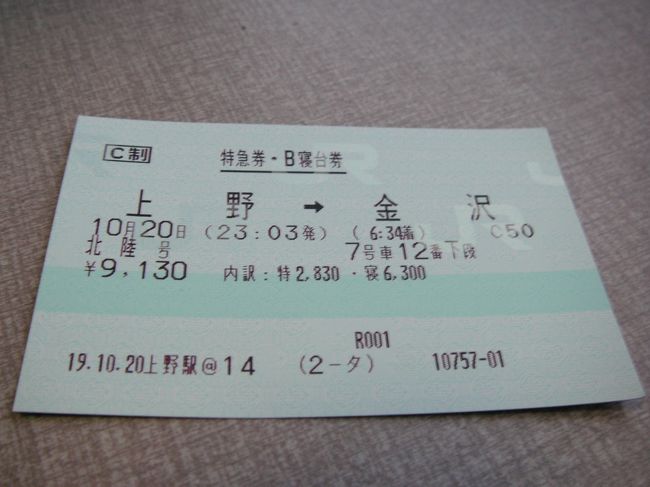 C制
特急券・B寝台券
上野 → 金沢
10月20日 (23:03発) (6:34着) C50
北陸号 7号車12番下段
¥9,130 内訳:特2,830・寝6,300
R001
19.10.20上野駅@14 (2-タ) 10757-01